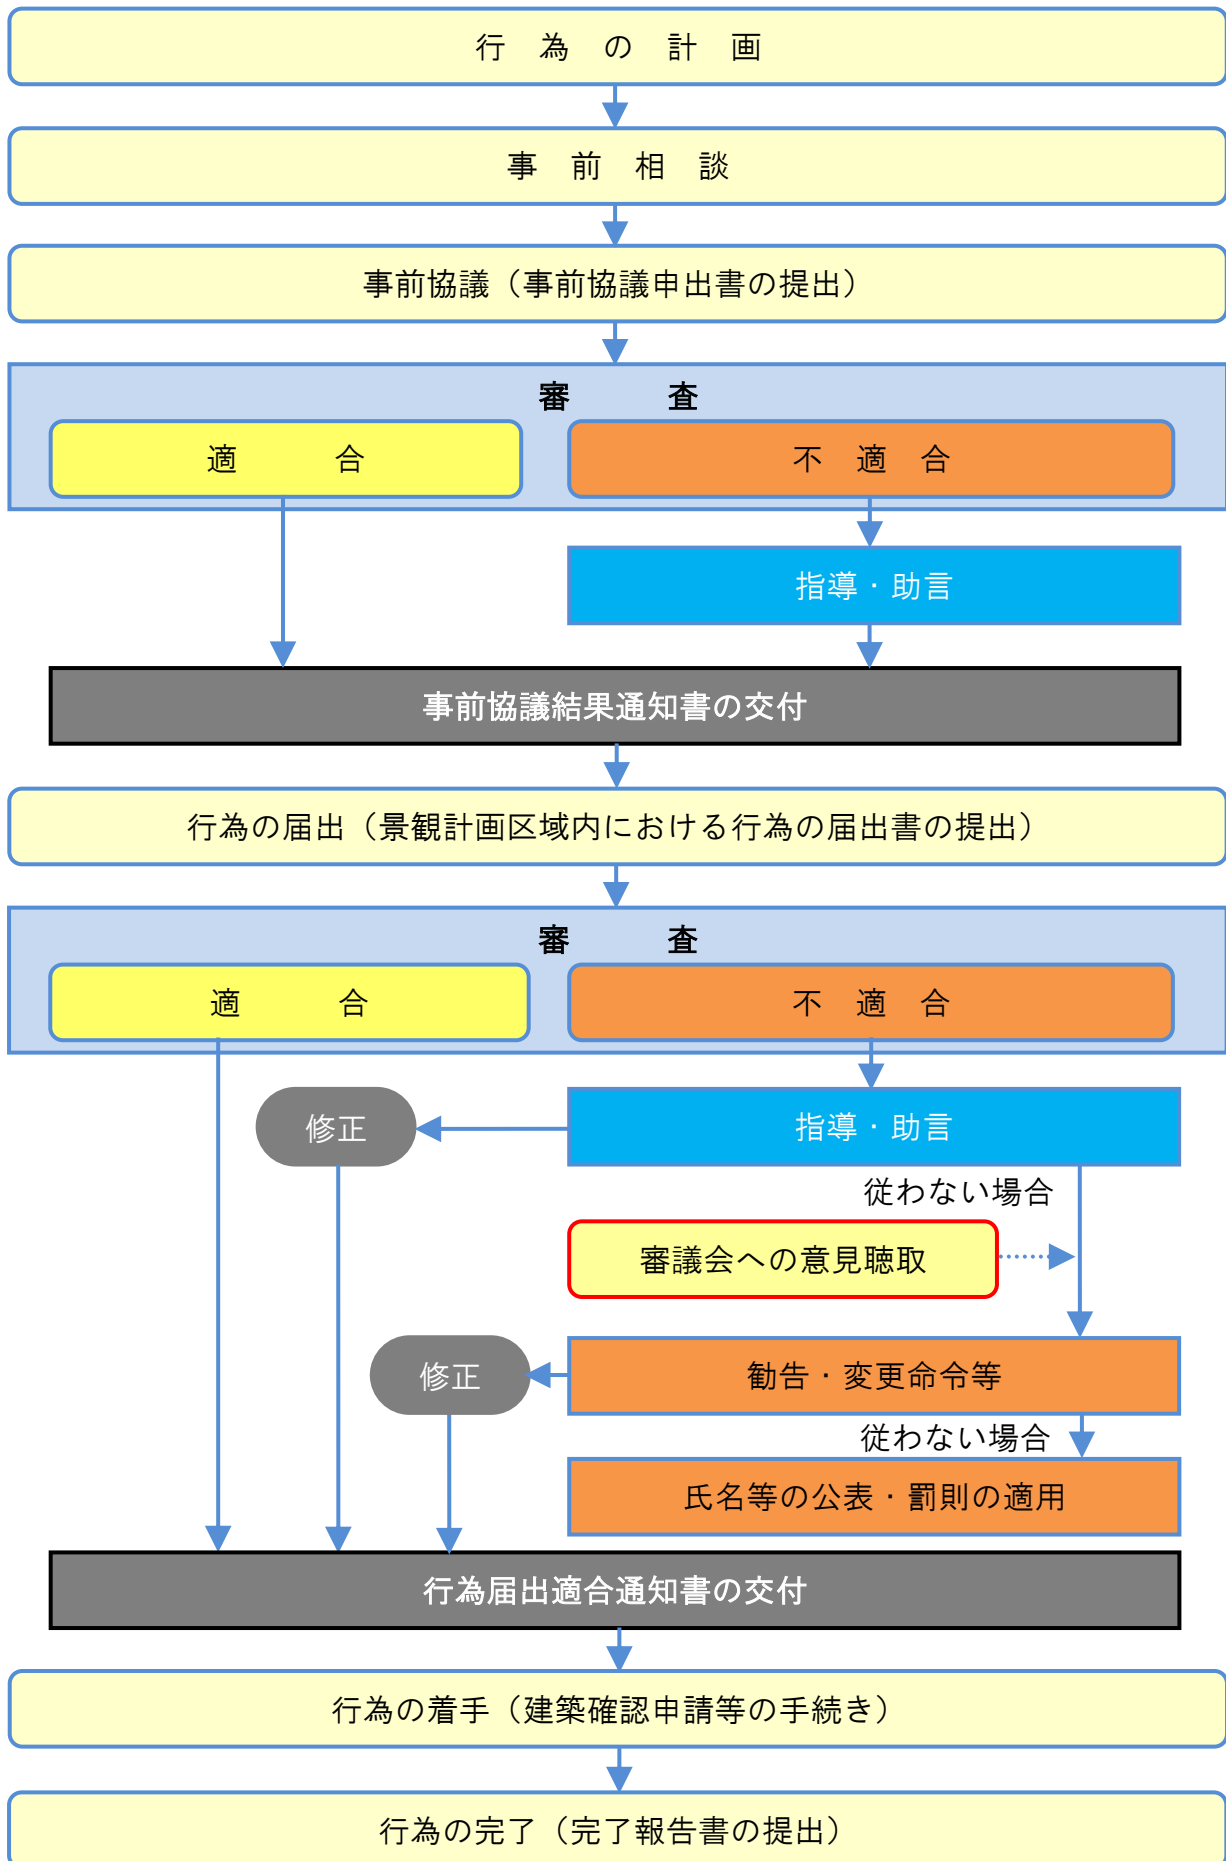 行　為　の　計　画
事　前　相　談
事前協議（事前協議申出書の提出）
審　　　査
適　　　合
不　適　合
指導・助言
事前協議結果通知書の交付
行為の届出（景観計画区域内における行為の届出書の提出）
審　　　査
適　　　合
不　適　合
修正
指導・助言
従わない場合
審議会への意見聴取
修正
勧告・変更命令等
従わない場合
氏名等の公表・罰則の適用
行為届出適合通知書の交付
行為の着手（建築確認申請等の手続き）
行為の完了（完了報告書の提出）